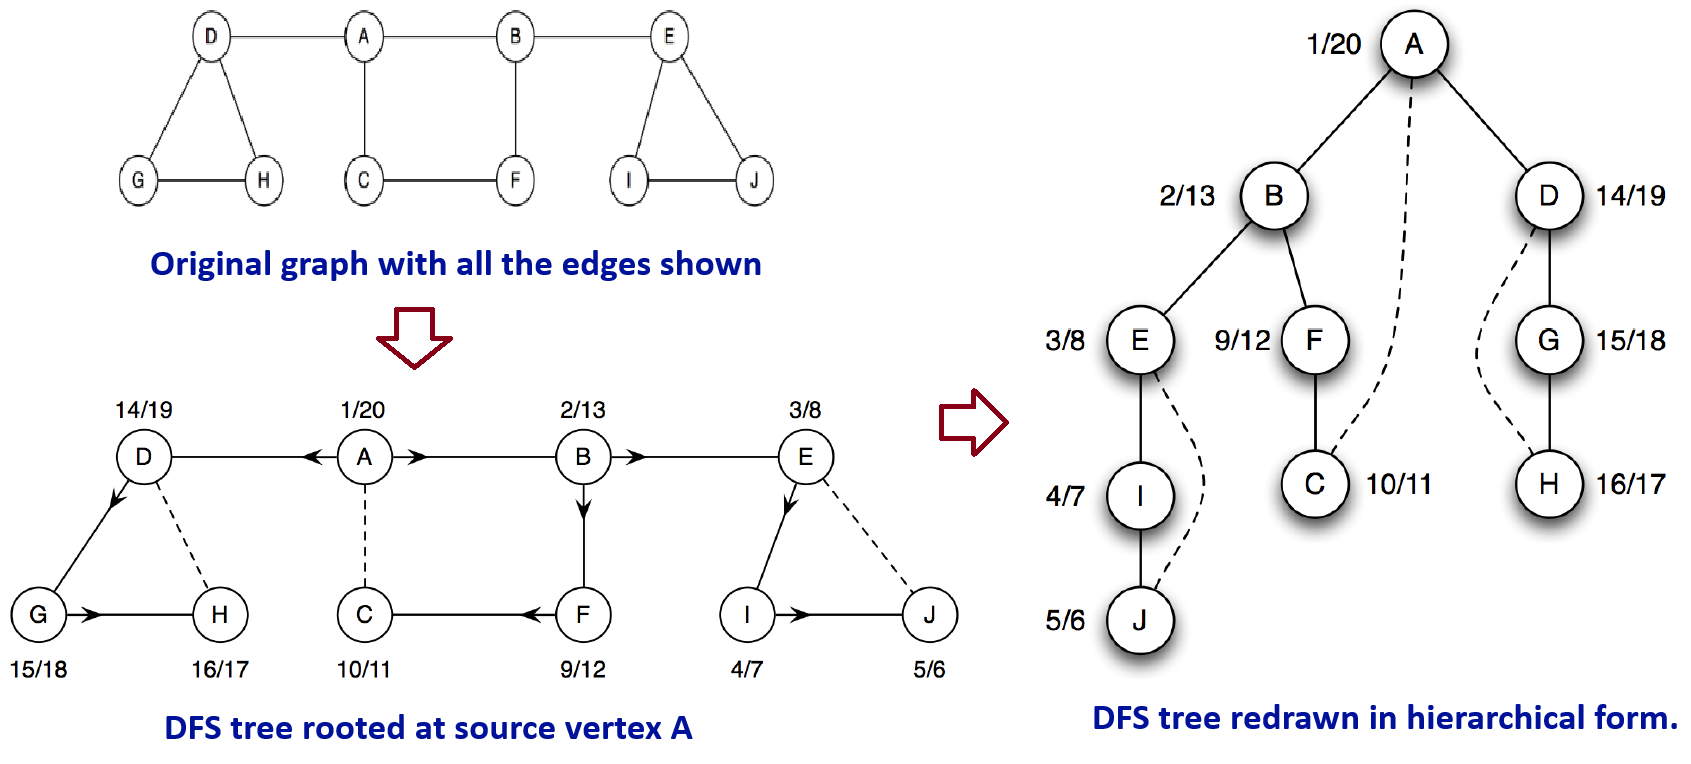 D A B E
G H C F I J
Original graph with all the edges shown
14/19 1/20 2/13 3/8
D A B E
G H C F I J
15/18 16/17 10/11 9/12 4/7 5/6
DFS tree rooted at source vertex A
1/20 A
2/13 B D 14/19
3/8 E 9/12 F G 15/18
4/7 I C 10/11 H 16/17
5/6 J
DFS tree redrawn in hierarchical form.